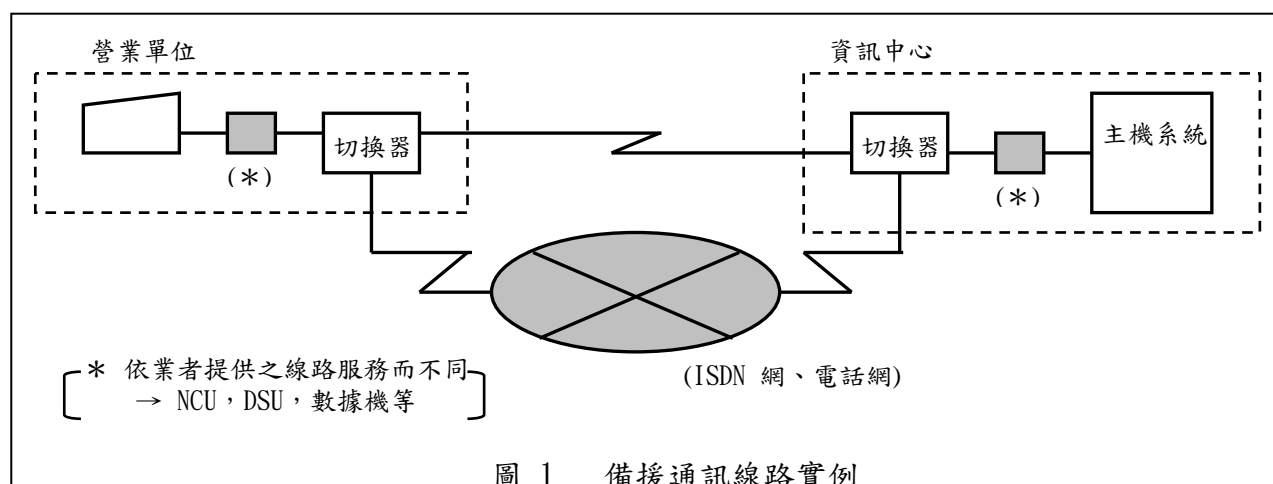 營業單位
資訊中心
切換器
切換器
主機系統
(＊)
(＊)
＊ 依業者提供之線路服務而不同
→ NCU，DSU，數據機等
(ISDN 網、電話網)
圖 1 備援通訊線路實例